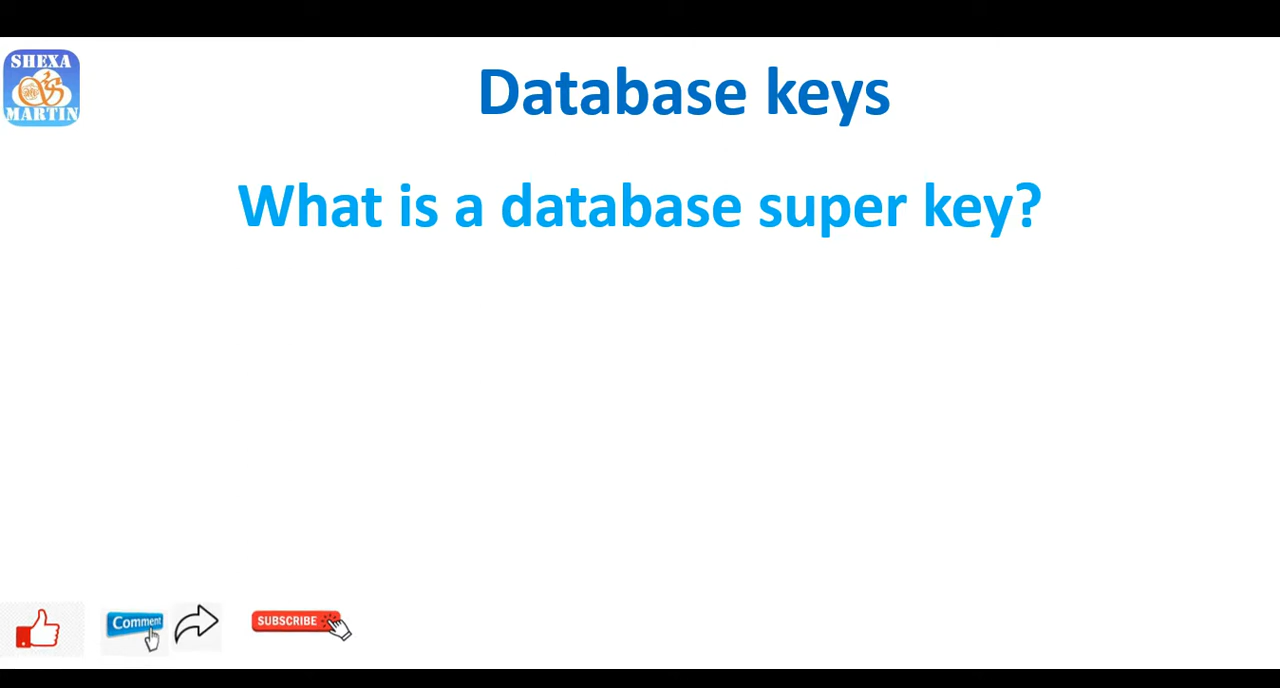 SHEXA
MARTIN
Database keys
What is a database super key?
Comment
SUBSCRIBE